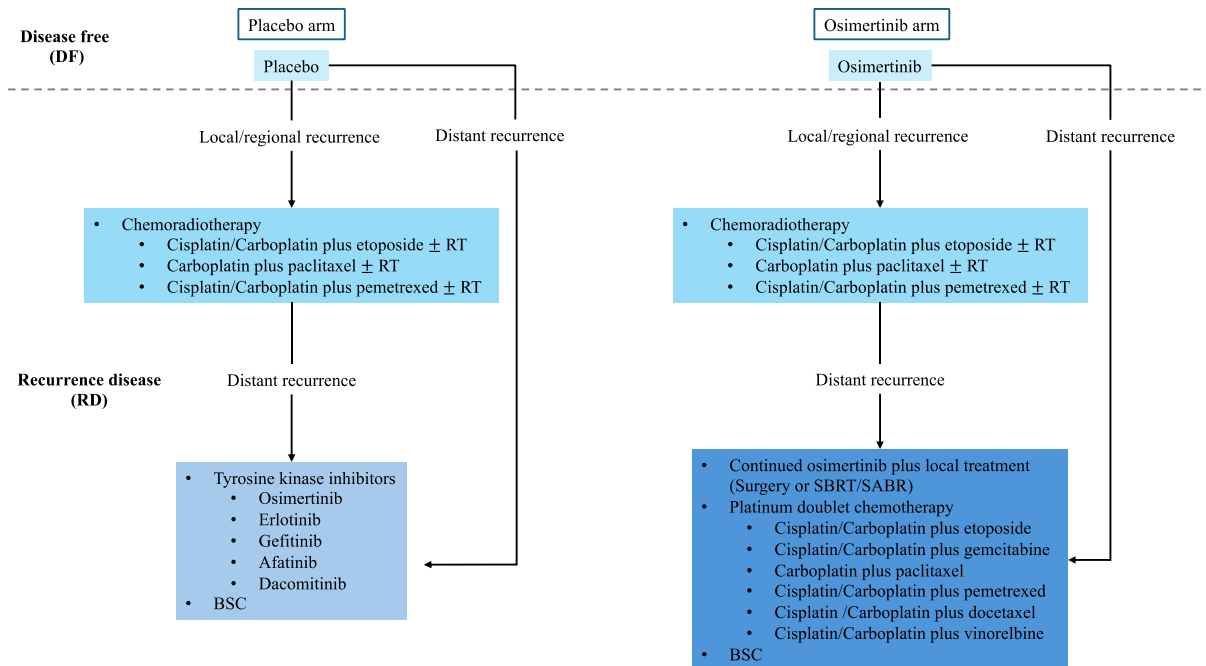 Disease free
(DF)
Placebo arm
Placebo
Local/regional recurrence
Distant recurrence
• Chemoradiotherapy
• Cisplatin/Carboplatin plus etoposide ± RT
• Carboplatin plus paclitaxel ± RT
• Cisplatin/Carboplatin plus pemetrexed ± RT
Distant recurrence
Recurrence disease
(RD)
• Tyrosine kinase inhibitors
• Osimertinib
• Erlotinib
• Gefitinib
• Afatinib
• Dacomitinib
• BSC
Osimertinib arm
Osimertinib
Local/regional recurrence
Distant recurrence
• Chemoradiotherapy
• Cisplatin/Carboplatin plus etoposide ± RT
• Carboplatin plus paclitaxel ± RT
• Cisplatin/Carboplatin plus pemetrexed ± RT
Distant recurrence
• Continued osimertinib plus local treatment
(Surgery or SBRT/SABR)
• Platinum doublet chemotherapy
• Cisplatin/Carboplatin plus etoposide
• Cisplatin/Carboplatin plus gemcitabine
• Carboplatin plus paclitaxel
• Cisplatin/Carboplatin plus pemetrexed
• Cisplatin /Carboplatin plus docetaxel
• Cisplatin/Carboplatin plus vinorelbine
• BSC